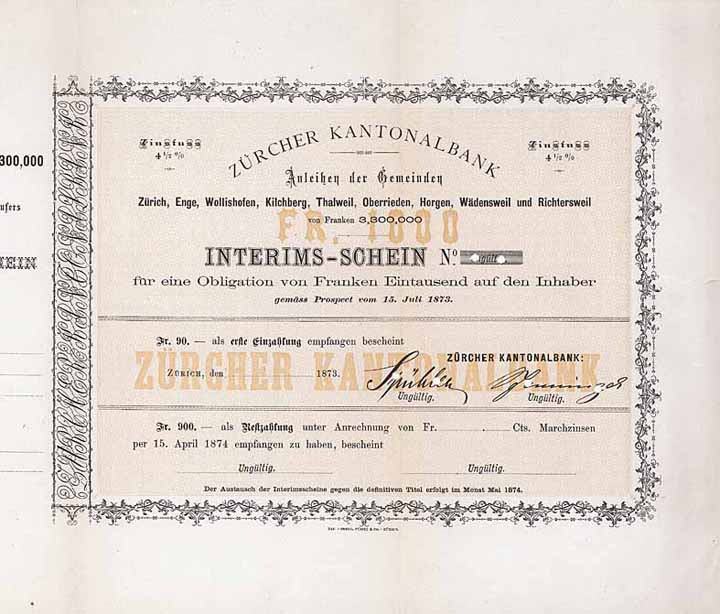 300,000
ZÜRCHER KANTONALBANK
Zinsfuss
4 1/2 %
Zinsfuss
4 1/2 %
Anleihen der Gemeinden
Zürich, Enge, Wollishofen, Kilchberg, Thalweil, Oberrieden, Horgen, Wädensweil und Richtersweil
von Franken 3,300,000
FR. 1000
INTERIMS-SCHEIN No.
für eine Obligation von Franken Eintausend auf den Inhaber
gemäss Prospect vom 15. Juli 1873.
Fr. 90. — als erste Einzahlung empfangen bescheint
ZÜRCHER KANTONALBANK:
ZÜRCHER KANTONALBANK
ZÜRICH, den 1873.
Ungültig. Ungültig.
Fr. 900. — als Restzahlung unter Anrechnung von Fr. Cts. Marchzinsen
per 15. April 1874 empfangen zu haben, bescheint
Ungültig. Ungültig.
Der Austausch der Interimsscheine gegen die definitiven Titel erfolgt im Monat Mai 1874.